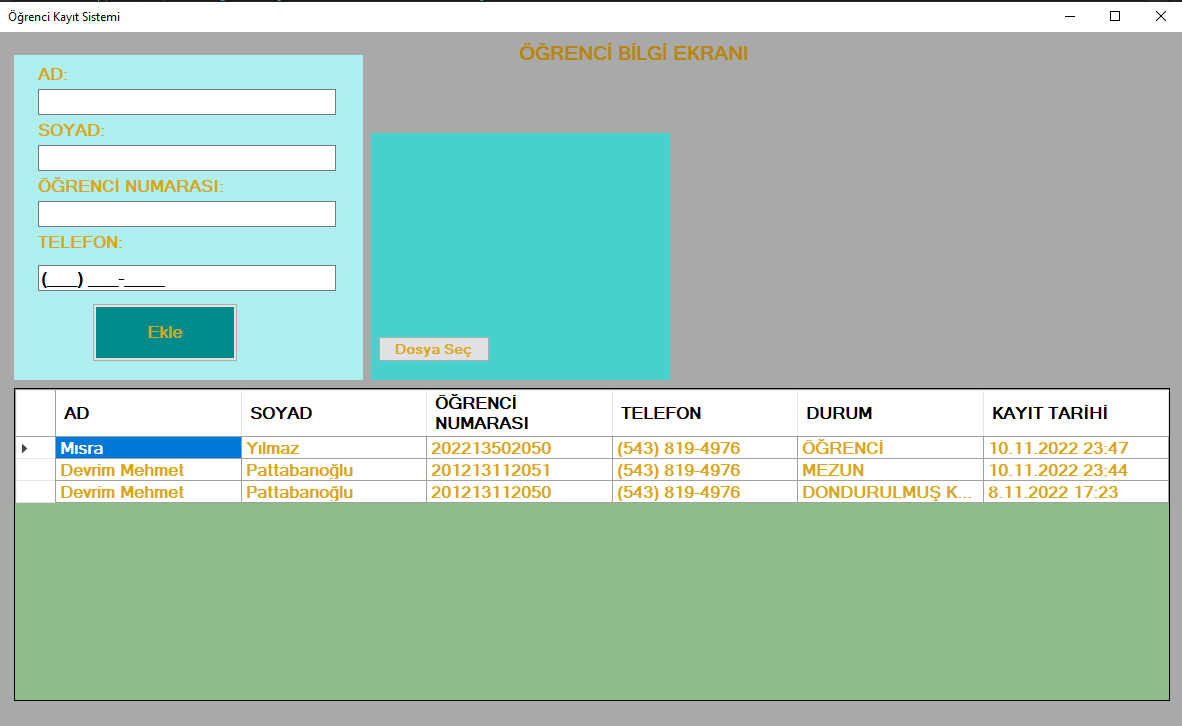 Öğrenci Kayıt Sistemi
ÖĞRENCİ BİLGİ EKRANI
AD:
SOYAD:
ÖĞRENCİ NUMARASI:
TELEFON:
(___) ___-____
Ekle
Dosya Seç
AD SOYAD ÖĞRENCİ NUMARASI TELEFON DURUM KAYIT TARİHİ
Mısra Yılmaz 202213502050 (543) 819-4976 ÖĞRENCİ 10.11.2022 23:47
Devrim Mehmet Pattabanoğlu 201213112051 (543) 819-4976 MEZUN 10.11.2022 23:44
Devrim Mehmet Pattabanoğlu 201213112050 (543) 819-4976 DONDURULMUŞ K... 8.11.2022 17:23